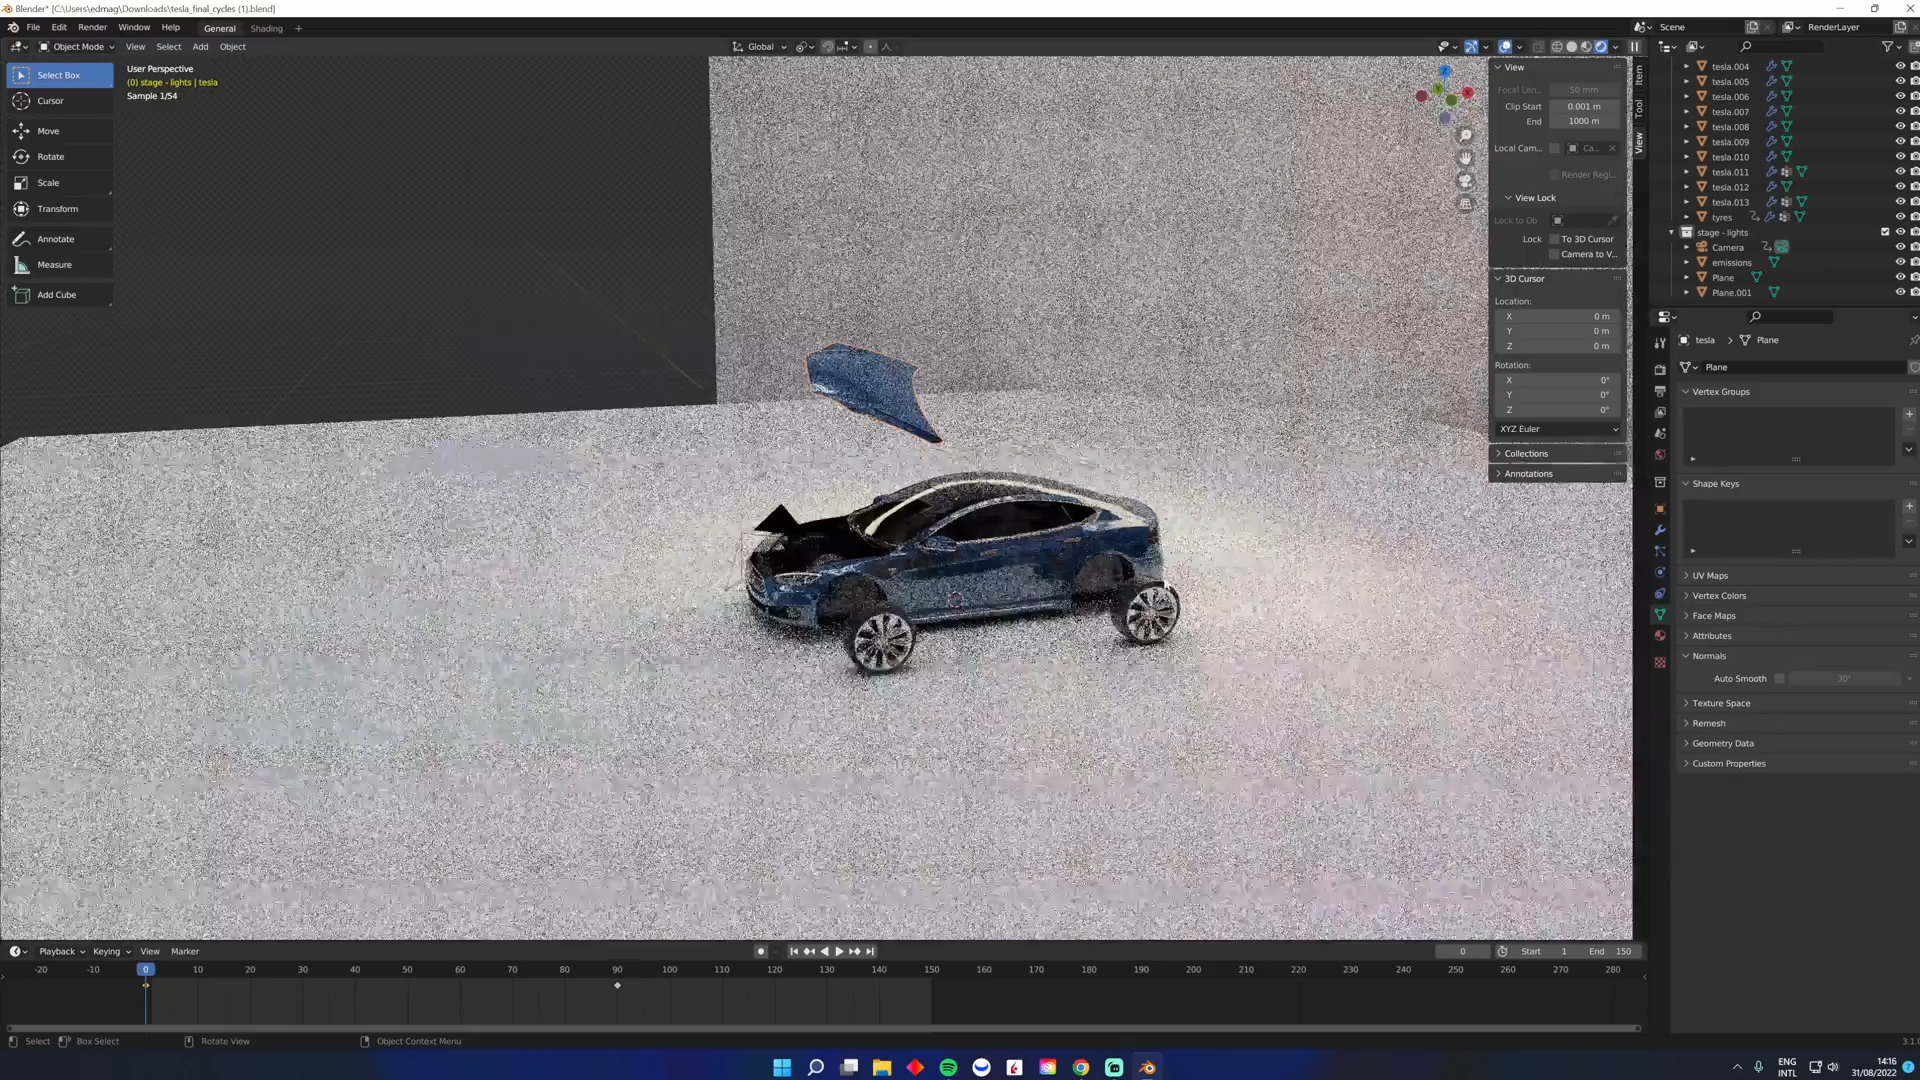 Blender* [C:\Users\edmag\Downloads\tesla_final_cycles (1).blend]
File Edit Render Window Help General Shading + Scene RenderLayer
Object Mode View Select Add Object Global
Select Box
Cursor
Move
Rotate
Scale
Transform
Annotate
Measure
Add Cube
User Perspective
(0) stage - lights | tesla
Sample 1/54
View
Focal Len... 50 mm
Clip Start 0.001 m
End 1000 m
Local Cam... Ca...
Render Regi...
View Lock
Lock to Ob
Lock To 3D Cursor
Camera to V...
3D Cursor
Location:
X 0 m
Y 0 m
Z 0 m
Rotation:
X 0°
Y 0°
Z 0°
XYZ Euler
Collections
Annotations
Item
Tool
View
tesla.004
tesla.005
tesla.006
tesla.007
tesla.008
tesla.009
tesla.010
tesla.011
tesla.012
tesla.013
tyres
stage - lights
Camera
emissions
Plane
Plane.001
tesla > Plane
Plane
Vertex Groups
Shape Keys
UV Maps
Vertex Colors
Face Maps
Attributes
Normals
Auto Smooth 30°
Texture Space
Remesh
Geometry Data
Custom Properties
Playback Keying View Marker 0 Start 1 End 150
-20 -10 0 10 20 30 40 50 60 70 80 90 100 110 120 130 140 150 160 170 180 190 200 210 220 230 240 250 260 270 280
Select Box Select Rotate View Object Context Menu 3.1.0
ENG
INTL
14:16
31/08/2022